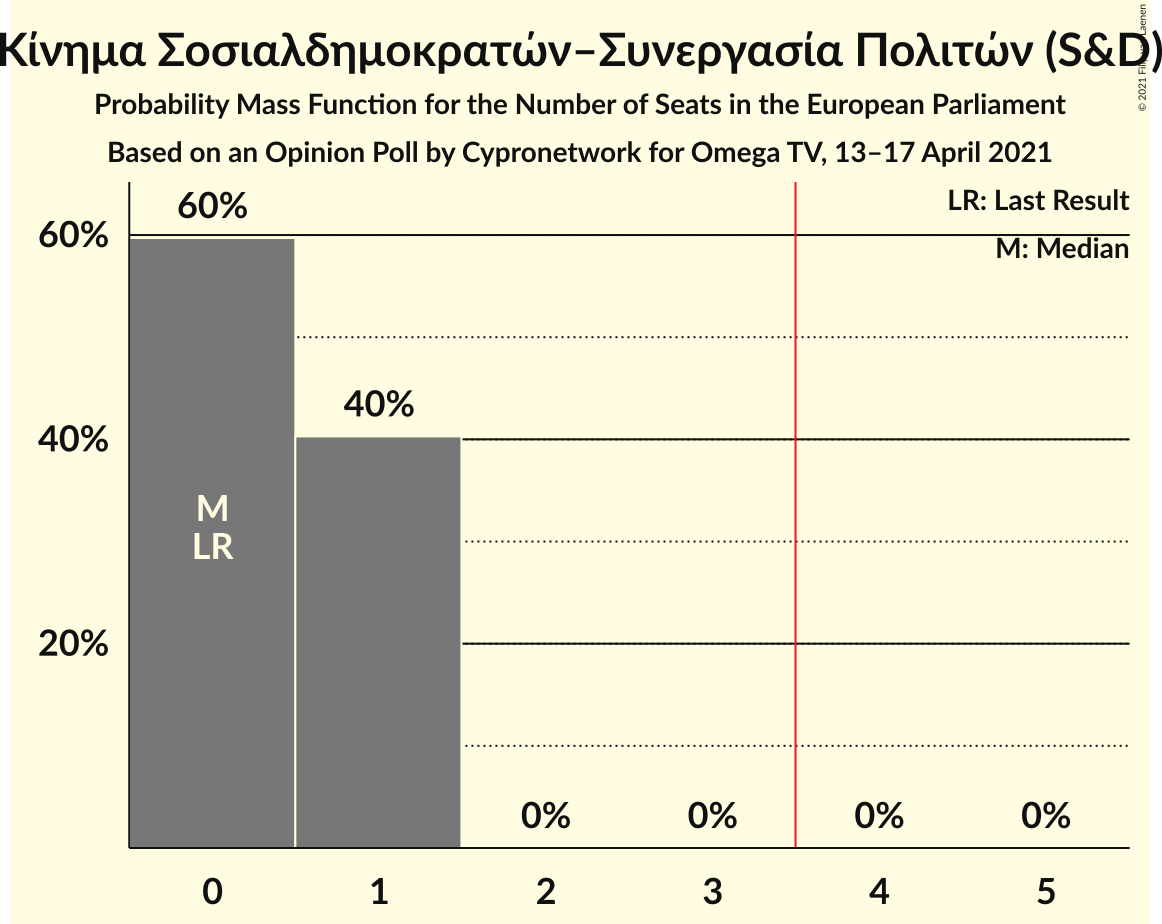 Κίνημα Σοσιαλδημοκρατών–Συνεργασία Πολιτών (S&D)
Probability Mass Function for the Number of Seats in the European Parliament
Based on an Opinion Poll by Cypronetwork for Omega TV, 13–17 April 2021
© 2021 Laenen
LR: Last Result
M: Median
60%
60%
40%
40%
M
LR
20%
0% 0% 0% 0%
0 1 2 3 4 5